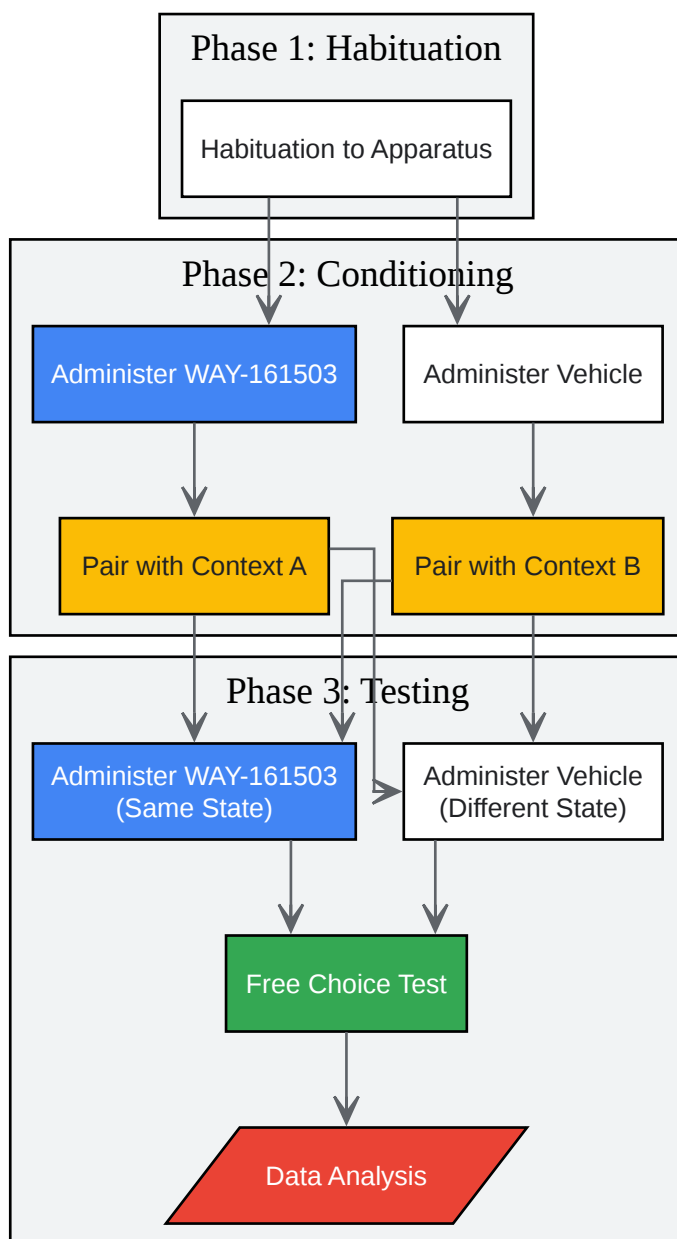 Phase 1: Habituation
Habituation to Apparatus
Phase 2: Conditioning
Administer WAY-161503
Administer Vehicle
Pair with Context A
Pair with Context B
Phase 3: Testing
Administer WAY-161503
(Same State)
Administer Vehicle
(Different State)
Free Choice Test
Data Analysis